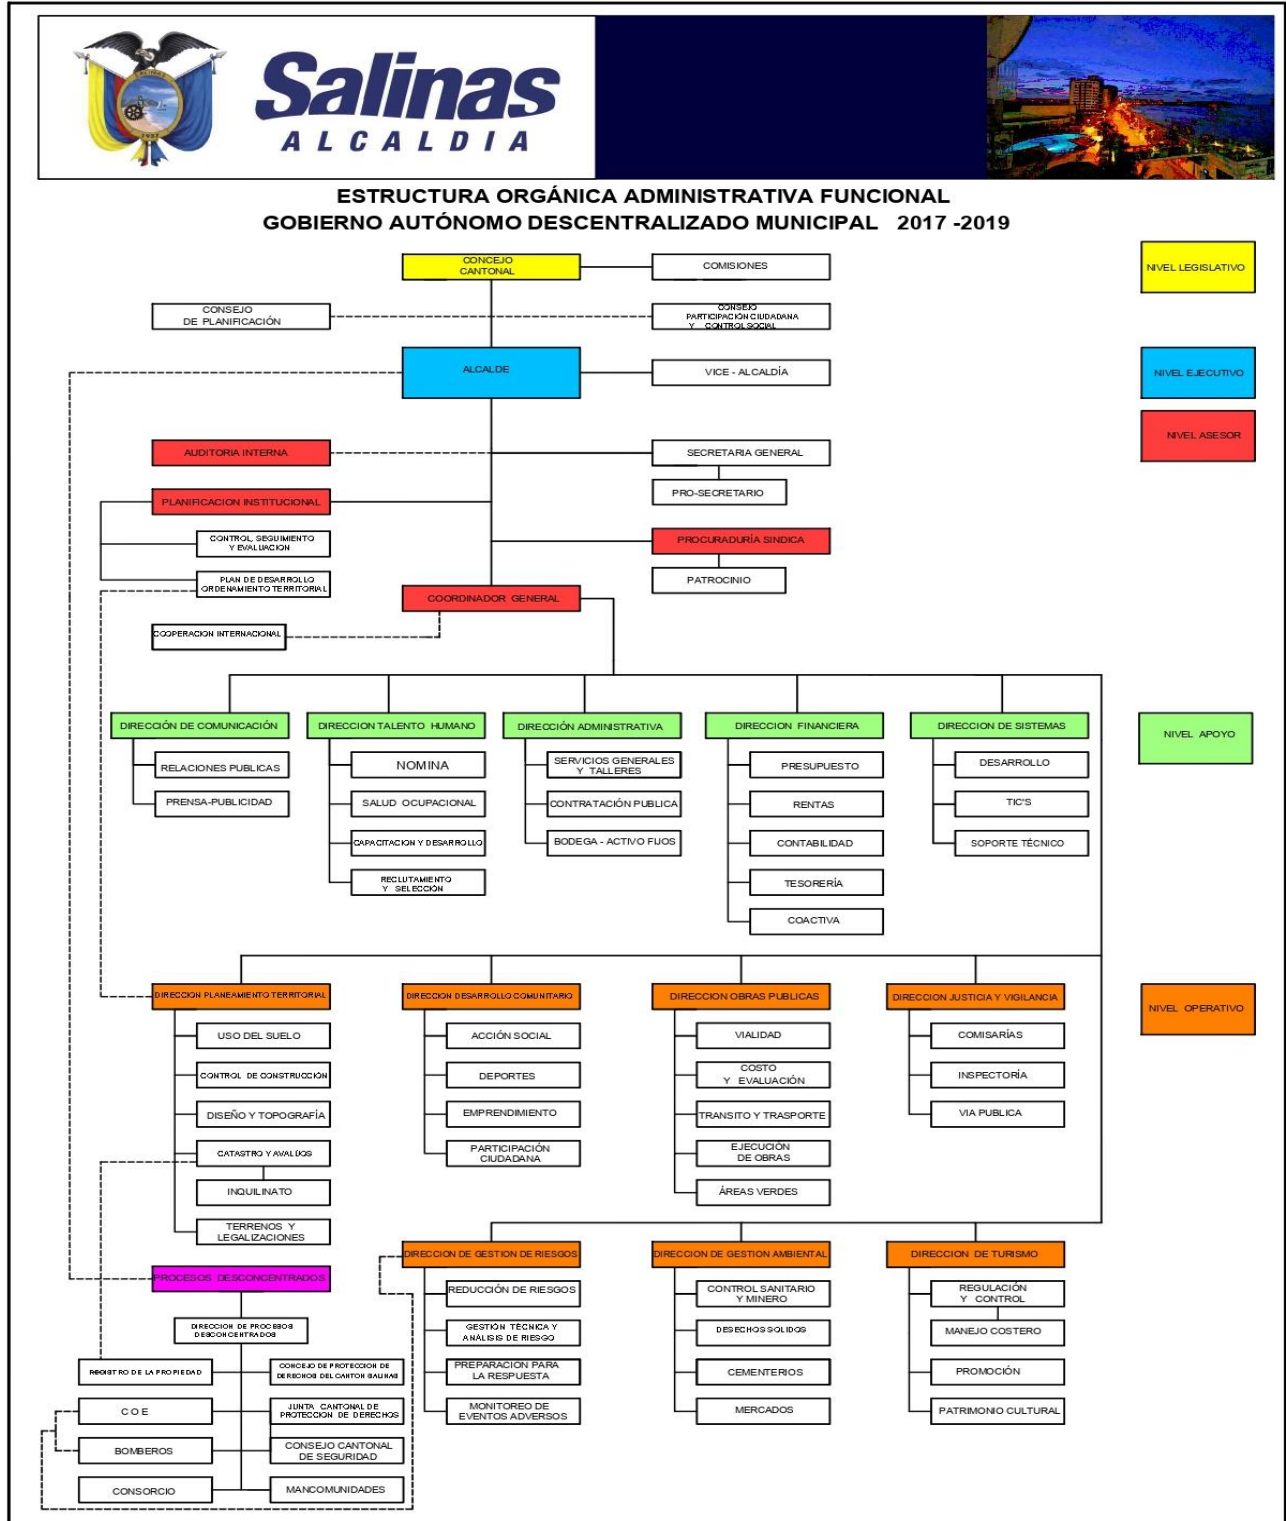 Salinas
ALCALDIA
ESTRUCTURA ORGÁNICA ADMINISTRATIVA FUNCIONAL
GOBIERNO AUTÓNOMO DESCENTRALIZADO MUNICIPAL 2017 -2019
CONCEJO
CANTONAL
COMISIONES
NIVEL LEGISLATIVO
CONSEJO
DE PLANIFICACIÓN
CONSEJO
PARTICIPACION CIUDADANA
Y CONTROL SOCIAL
ALCALDE
VICE - ALCALDÍA
NIVEL EJECUTIVO
NIVEL ASESOR
AUDITORIA INTERNA
SECRETARIA GENERAL
PRO-SECRETARIO
PLANIFICACION INSTITUCIONAL
CONTROL, SEGUIMIENTO
Y EVALUACION
PROCURADURÍA SINDICA
PLAN DE DESARROLLO
ORDENAMIENTO TERRITORIAL
PATROCINIO
COORDINADOR GENERAL
COOPERACION INTERNACIONAL
DIRECCIÓN DE COMUNICACIÓN
DIRECCION TALENTO HUMANO
DIRECCIÓN ADMINISTRATIVA
DIRECCION FINANCIERA
DIRECCION DE SISTEMAS
NIVEL APOYO
RELACIONES PUBLICAS
PRENSA-PUBLICIDAD
NOMINA
SALUD OCUPACIONAL
CAPACITACION Y DESARROLLO
RECLUTAMIENTO
Y SELECCIÓN
SERVICIOS GENERALES
Y TALLERES
CONTRATACIÓN PUBLICA
BODEGA - ACTIVO FIJOS
PRESUPUESTO
RENTAS
CONTABILIDAD
TESORERÍA
COACTIVA
DESARROLLO
TIC'S
SOPORTE TÉCNICO
DIRECCION PLANEAMIENTO TERRITORIAL
DIRECCION DESARROLLO COMUNITARIO
DIRECCION OBRAS PUBLICAS
DIRECCION JUSTICIA Y VIGILANCIA
NIVEL OPERATIVO
USO DEL SUELO
CONTROL DE CONSTRUCCIÓN
DISEÑO Y TOPOGRAFÍA
CATASTRO Y AVALUOS
INQUILINATO
TERRENOS Y
LEGALIZACIONES
ACCIÓN SOCIAL
DEPORTES
EMPRENDIMIENTO
PARTICIPACIÓN
CIUDADANA
VIALIDAD
COSTO
Y EVALUACIÓN
TRANSITO Y TRASPORTE
EJECUCIÓN
DE OBRAS
ÁREAS VERDES
COMISARÍAS
INSPECTORÍA
VIA PUBLICA
DIRECCION DE GESTION DE RIESGOS
DIRECCION DE GESTION AMBIENTAL
DIRECCION DE TURISMO
REDUCCIÓN DE RIESGOS
GESTIÓN TÉCNICA Y
ANÁLISIS DE RIESGO
PREPARACION PARA
LA RESPUESTA
MONITOREO DE
EVENTOS ADVERSOS
CONTROL SANITARIO
Y MINERO
DESECHOS SOLIDOS
CEMENTERIOS
MERCADOS
REGULACIÓN
Y CONTROL
MANEJO COSTERO
PROMOCIÓN
PATRIMONIO CULTURAL
PROCESOS DESCONCENTRADOS
DIRECCION DE PROCESOS
DESCONCENTRADOS
REGISTRO DE LA PROPIEDAD
CONCEJO DE PROTECCION DE
DERECHOS DEL CANTON SALINAS
C O E
JUNTA CANTONAL DE
PROTECCION DE DERECHOS
BOMBEROS
CONSEJO CANTONAL
DE SEGURIDAD
CONSORCIO
MANCOMUNIDADES